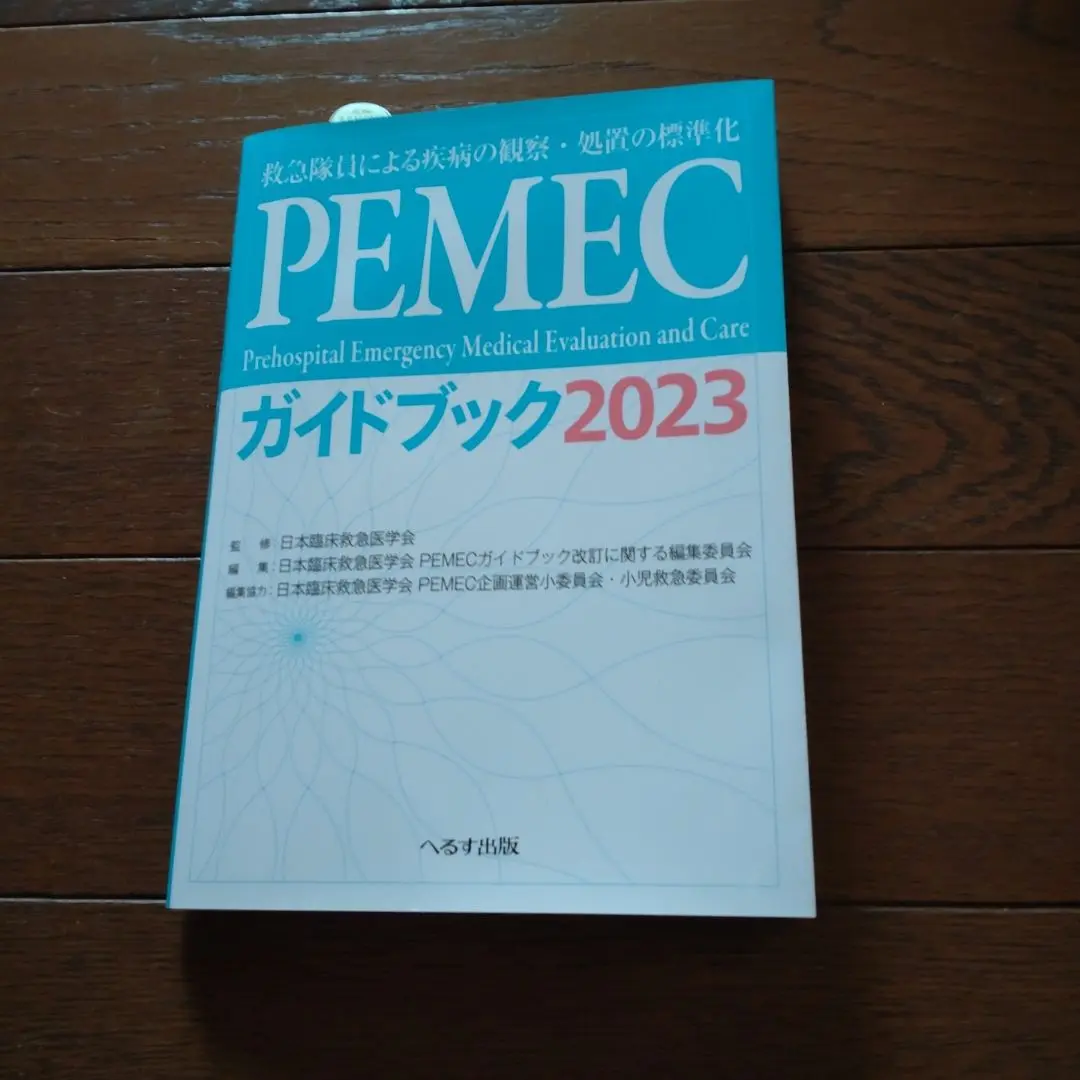 救急隊員による疾病の観察・処置の標準化
PEMEC
Prehospital Emergency Medical Evaluation and Care
ガイドブック2023
監 修：日本臨床救急医学会
編 集：日本臨床救急医学会 PEMECガイドブック改訂に関する編集委員会
編集協力：日本臨床救急医学会 PEMEC企画運営小委員会・小児救急委員会
へるす出版